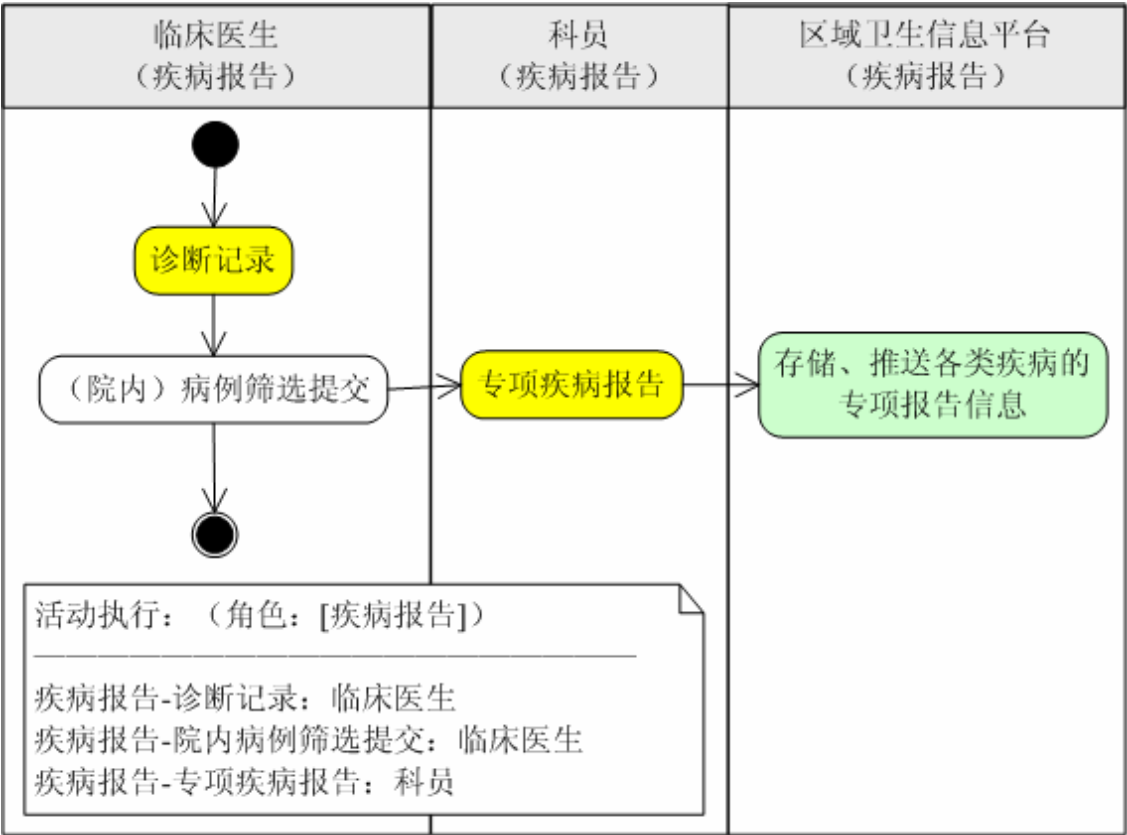 临床医生
（疾病报告）
科员
（疾病报告）
区域卫生信息平台
（疾病报告）
诊断记录
（院内）病例筛选提交
专项疾病报告
存储、推送各类疾病的
专项报告信息
活动执行：（角色：[疾病报告]）
疾病报告-诊断记录：临床医生
疾病报告-院内病例筛选提交：临床医生
疾病报告-专项疾病报告：科员